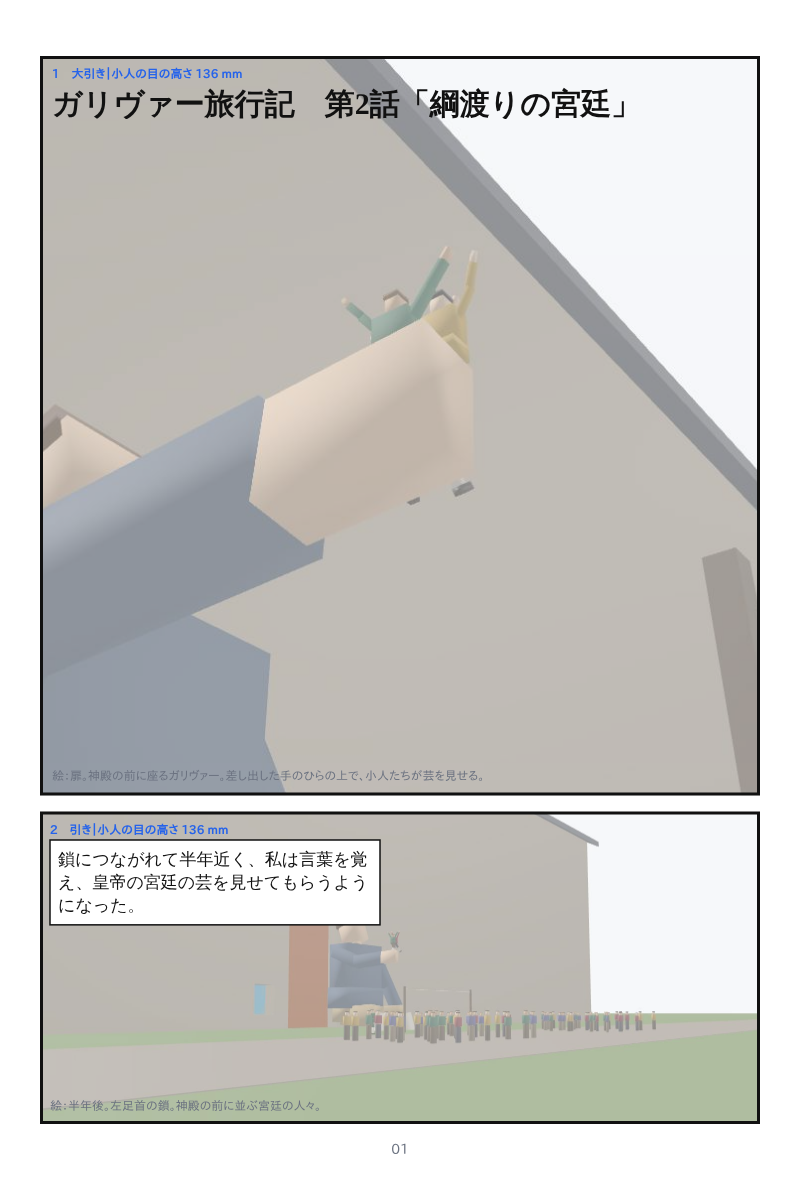 1 大引き|小人の目の高さ136 mm
ガリヴァー旅行記 第2話「綱渡りの宮廷」
絵:扉。神殿の前に座るガリヴァー。差し出した手のひらの上で、小人たちが芸を見せる。
2 引き|小人の目の高さ136 mm
鎖につながれて半年近く、私は言葉を覚
え、皇帝の宮廷の芸を見せてもらうよう
になった。
絵:半年後。左足首の鎖。神殿の前に並ぶ宮廷の人々。
01